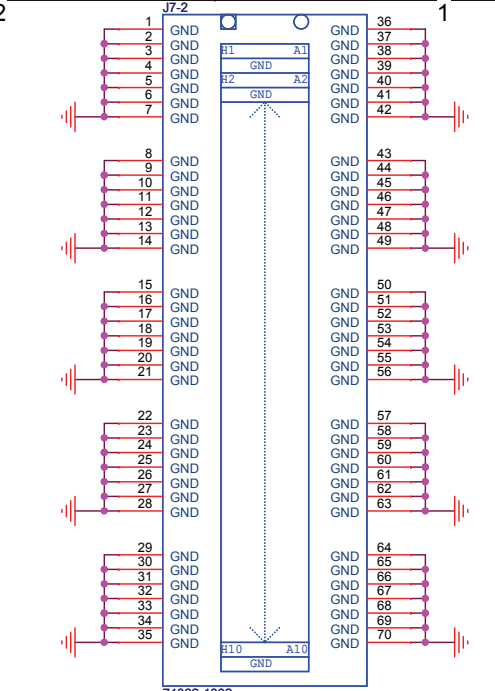 2
J7-2
1
1 GND GND 36
2 GND GND 37
3 GND H1 A1 GND 38
4 GND GND GND 39
5 GND H2 A2 GND 40
6 GND GND GND 41
7 GND GND 42
8 GND GND 43
9 GND GND 44
10 GND GND 45
11 GND GND 46
12 GND GND 47
13 GND GND 48
14 GND GND 49
15 GND GND 50
16 GND GND 51
17 GND GND 52
18 GND GND 53
19 GND GND 54
20 GND GND 55
21 GND GND 56
22 GND GND 57
23 GND GND 58
24 GND GND 59
25 GND GND 60
26 GND GND 61
27 GND GND 62
28 GND GND 63
29 GND GND 64
30 GND GND 65
31 GND GND 66
32 GND GND 67
33 GND GND 68
34 GND GND 69
35 GND H10 A10 GND 70
GND